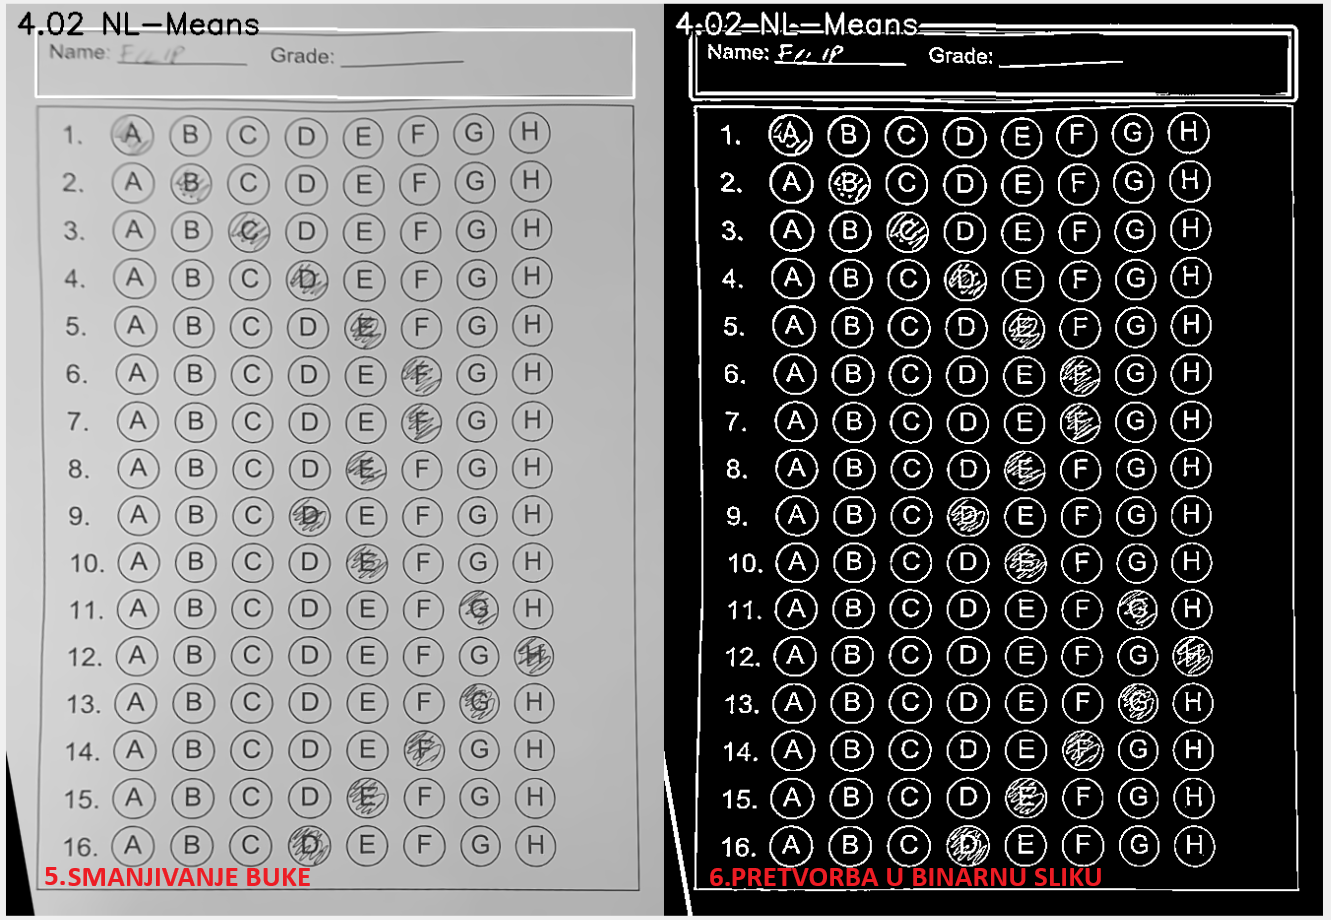 4.02 NL-Means
Name: FILIP Grade:
1. A B C D E F G H
2. A B C D E F G H
3. A B C D E F G H
4. A B C D E F G H
5. A B C D E F G H
6. A B C D E F G H
7. A B C D E F G H
8. A B C D E F G H
9. A B C D E F G H
10. A B C D E F G H
11. A B C D E F G H
12. A B C D E F G H
13. A B C D E F G H
14. A B C D E F G H
15. A B C D E F G H
16. A B C D E F G H
5.SMANJIVANJE BUKE
4.02 NL-Means
Name: FILIP Grade:
1. A B C D E F G H
2. A B C D E F G H
3. A B C D E F G H
4. A B C D E F G H
5. A B C D E F G H
6. A B C D E F G H
7. A B C D E F G H
8. A B C D E F G H
9. A B C D E F G H
10. A B C D E F G H
11. A B C D E F G H
12. A B C D E F G H
13. A B C D E F G H
14. A B C D E F G H
15. A B C D E F G H
16. A B C D E F G H
6.PRETVORBA U BINARNU SLIKU